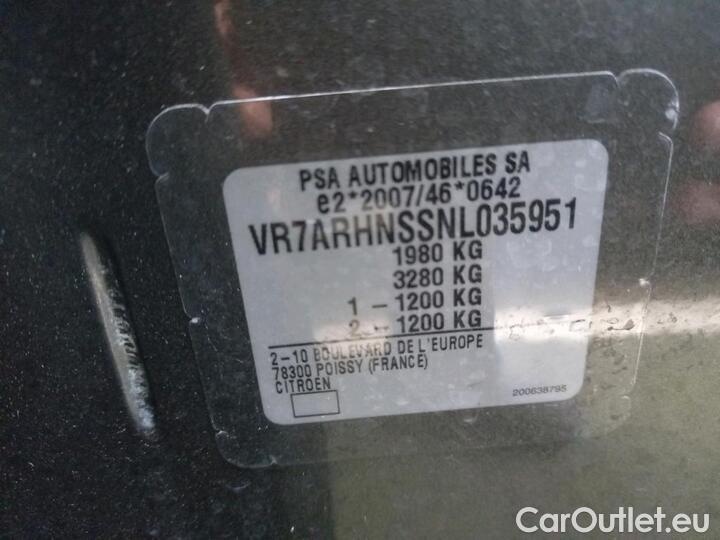 PSA AUTOMOBILES SA
e2*2007/46*0642
VR7ARHNSSNL035951
1980 KG
3280 KG
1 - 1200 KG
2 - 1200 KG
2-10 BOULEVARD DE L'EUROPE
78300 POISSY (FRANCE)
CITROEN
200638795
CarOutlet.eu